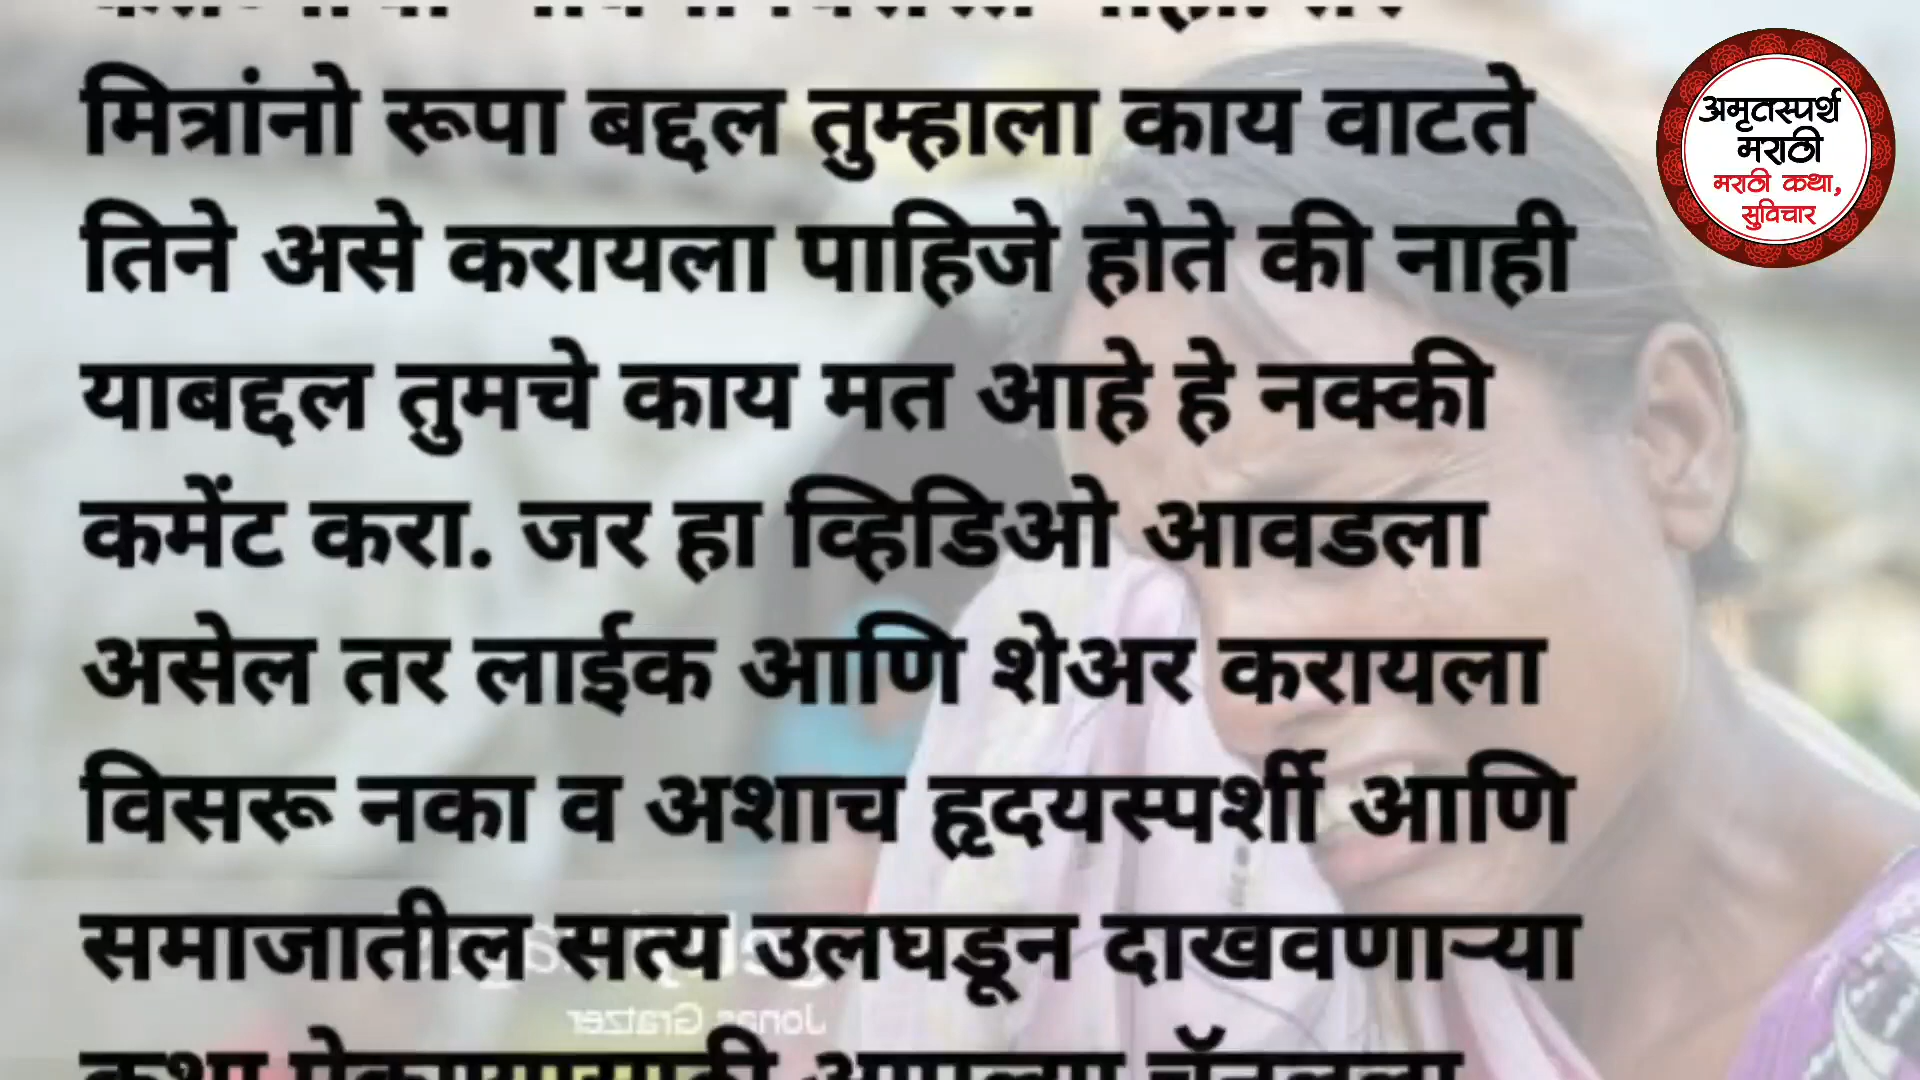 मित्रांनो रूपा बद्दल तुम्हाला काय वाटते
तिने असे करायला पाहिजे होते की नाही
याबद्दल तुमचे काय मत आहे हे नक्की
कमेंट करा. जर हा व्हिडिओ आवडला
असेल तर लाईक आणि शेअर करायला
विसरू नका व अशाच हृदयस्पर्शी आणि
समाजातील सत्य उलघडून दाखवणाऱ्या
अमृतस्पर्थ
मराठी
मराठी कथा,
सुविचार
Jonas Gratzer